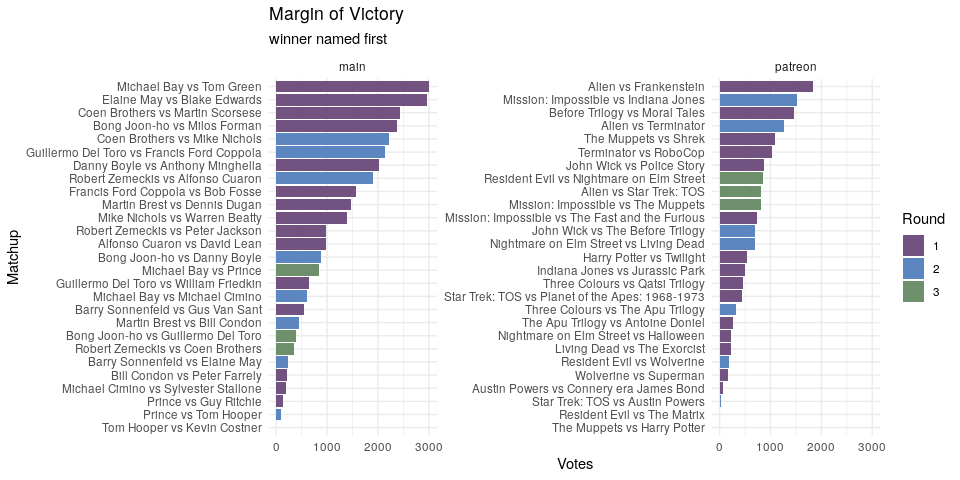 Margin of Victory
winner named first
main
patreon
Matchup
Michael Bay vs Tom Green
Elaine May vs Blake Edwards
Coen Brothers vs Martin Scorsese
Bong Joon-ho vs Milos Forman
Coen Brothers vs Mike Nichols
Guillermo Del Toro vs Francis Ford Coppola
Danny Boyle vs Anthony Minghella
Robert Zemeckis vs Alfonso Cuaron
Francis Ford Coppola vs Bob Fosse
Martin Brest vs Dennis Dugan
Mike Nichols vs Warren Beatty
Robert Zemeckis vs Peter Jackson
Alfonso Cuaron vs David Lean
Bong Joon-ho vs Danny Boyle
Michael Bay vs Prince
Guillermo Del Toro vs William Friedkin
Michael Bay vs Michael Cimino
Barry Sonnenfeld vs Gus Van Sant
Martin Brest vs Bill Condon
Bong Joon-ho vs Guillermo Del Toro
Robert Zemeckis vs Coen Brothers
Barry Sonnenfeld vs Elaine May
Bill Condon vs Peter Farrely
Michael Cimino vs Sylvester Stallone
Prince vs Guy Ritchie
Prince vs Tom Hooper
Tom Hooper vs Kevin Costner
0 1000 2000 3000
Alien vs Frankenstein
Mission: Impossible vs Indiana Jones
Before Trilogy vs Moral Tales
Alien vs Terminator
The Muppets vs Shrek
Terminator vs RoboCop
John Wick vs Police Story
Resident Evil vs Nightmare on Elm Street
Alien vs Star Trek: TOS
Mission: Impossible vs The Muppets
Mission: Impossible vs The Fast and the Furious
John Wick vs The Before Trilogy
Nightmare on Elm Street vs Living Dead
Harry Potter vs Twilight
Indiana Jones vs Jurassic Park
Three Colours vs Qatsi Trilogy
Star Trek: TOS vs Planet of the Apes: 1968-1973
Three Colours vs The Apu Trilogy
The Apu Trilogy vs Antoine Doniel
Nightmare on Elm Street vs Halloween
Living Dead vs The Exorcist
Resident Evil vs Wolverine
Wolverine vs Superman
Austin Powers vs Connery era James Bond
Star Trek: TOS vs Austin Powers
Resident Evil vs The Matrix
The Muppets vs Harry Potter
0 1000 2000 3000
Votes
Round
1
2
3